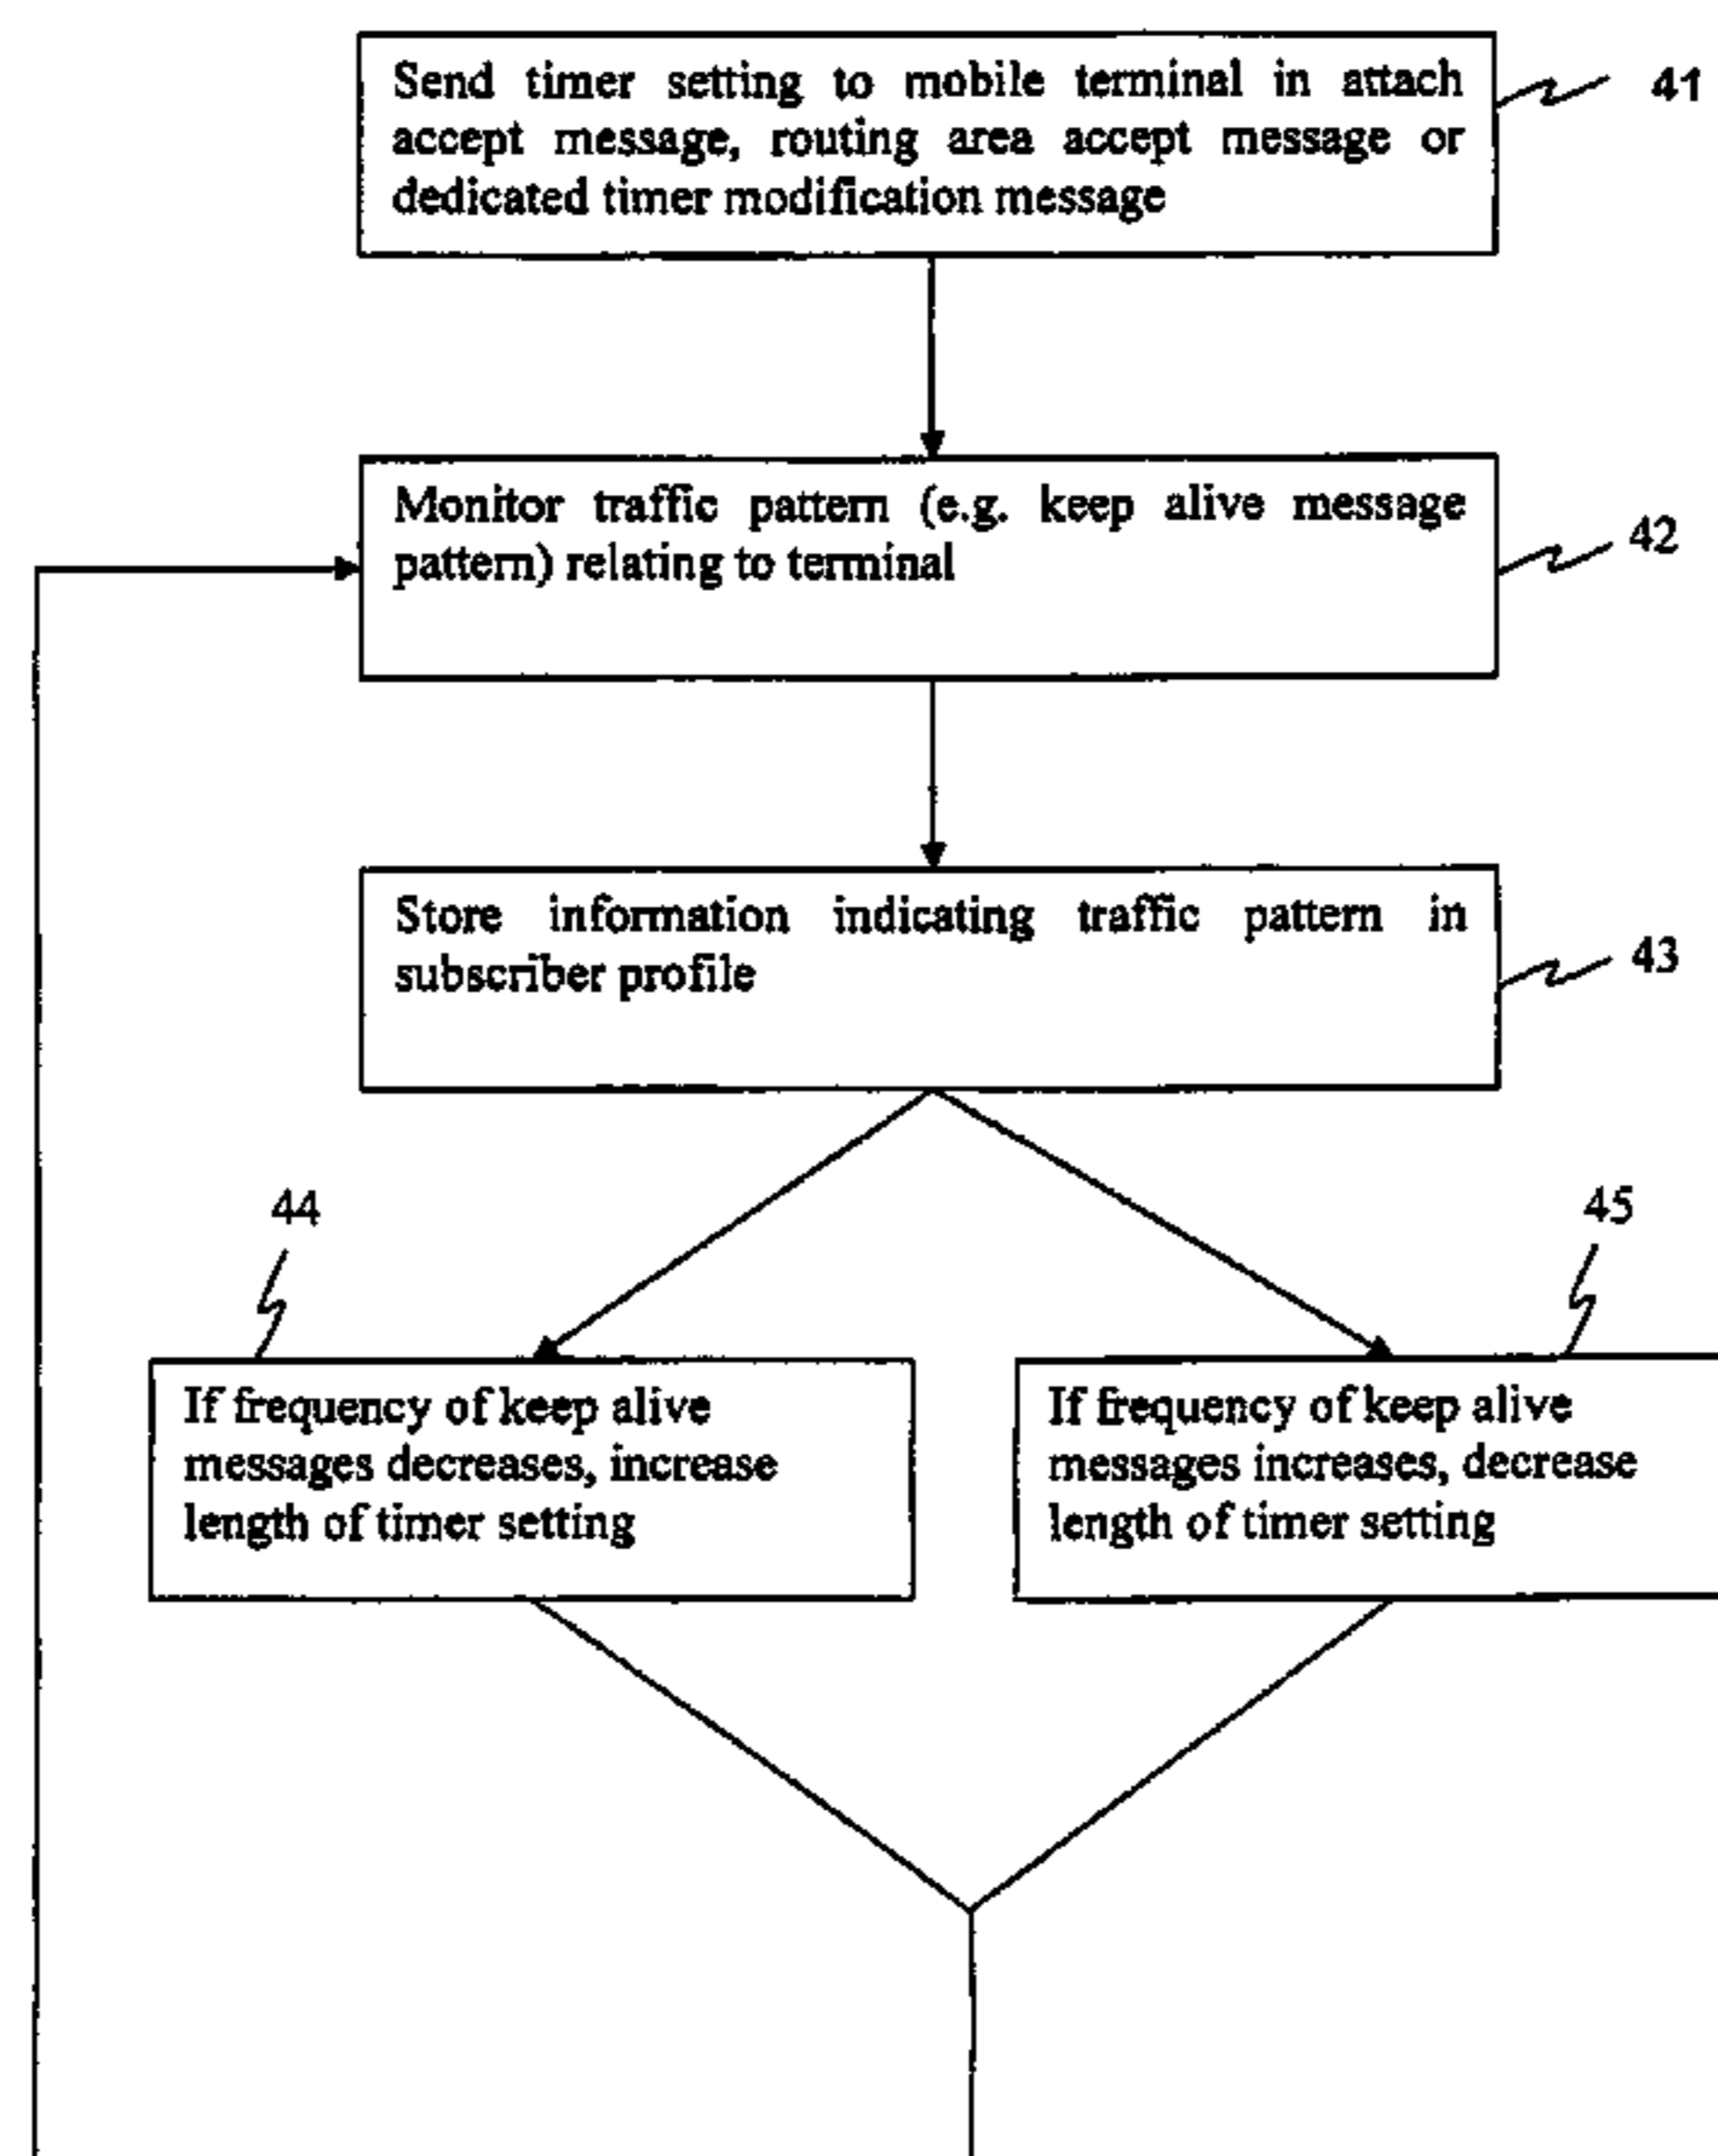 Send timer setting to mobile terminal in attach
accept message, routing area accept message or
dedicated timer modification message
41
Monitor traffic pattern (e.g. keep alive message
pattern) relating to terminal
42
Store information indicating traffic pattern in
subscriber profile
43
44
45
If frequency of keep alive
messages decreases, increase
length of timer setting
If frequency of keep alive
messages increases, decrease
length of timer setting